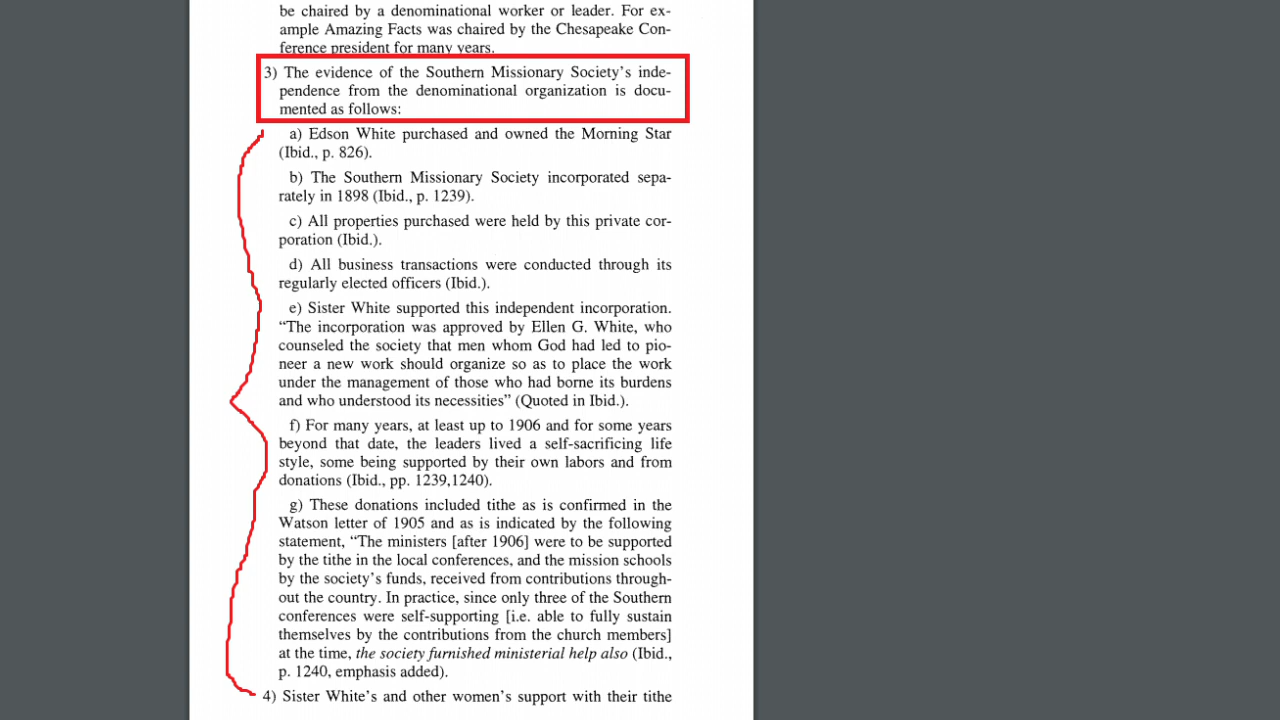 be chaired by a denominational worker or leader. For ex-
ample Amazing Facts was chaired by the Chesapeake Con-
ference president for many years.
3) The evidence of the Southern Missionary Society's inde-
pendence from the denominational organization is docu-
mented as follows:
a) Edson White purchased and owned the Morning Star
(Ibid., p. 826).
b) The Southern Missionary Society incorporated sepa-
rately in 1898 (Ibid., p. 1239).
c) All properties purchased were held by this private cor-
poration (Ibid.).
d) All business transactions were conducted through its
regularly elected officers (Ibid.).
e) Sister White supported this independent incorporation.
“The incorporation was approved by Ellen G. White, who
counseled the society that men whom God had led to pio-
neer a new work should organize so as to place the work
under the management of those who had borne its burdens
and who understood its necessities” (Quoted in Ibid.).
f) For many years, at least up to 1906 and for some years
beyond that date, the leaders lived a self-sacrificing life
style, some being supported by their own labors and from
donations (Ibid., pp. 1239,1240).
g) These donations included tithe as is confirmed in the
Watson letter of 1905 and as is indicated by the following
statement, “The ministers [after 1906] were to be supported
by the tithe in the local conferences, and the mission schools
by the society's funds, received from contributions through-
out the country. In practice, since only three of the Southern
conferences were self-supporting [i.e. able to fully sustain
themselves by the contributions from the church members]
at the time, the society furnished ministerial help also (Ibid.,
p. 1240, emphasis added).
4) Sister White's and other women's support with their tithe